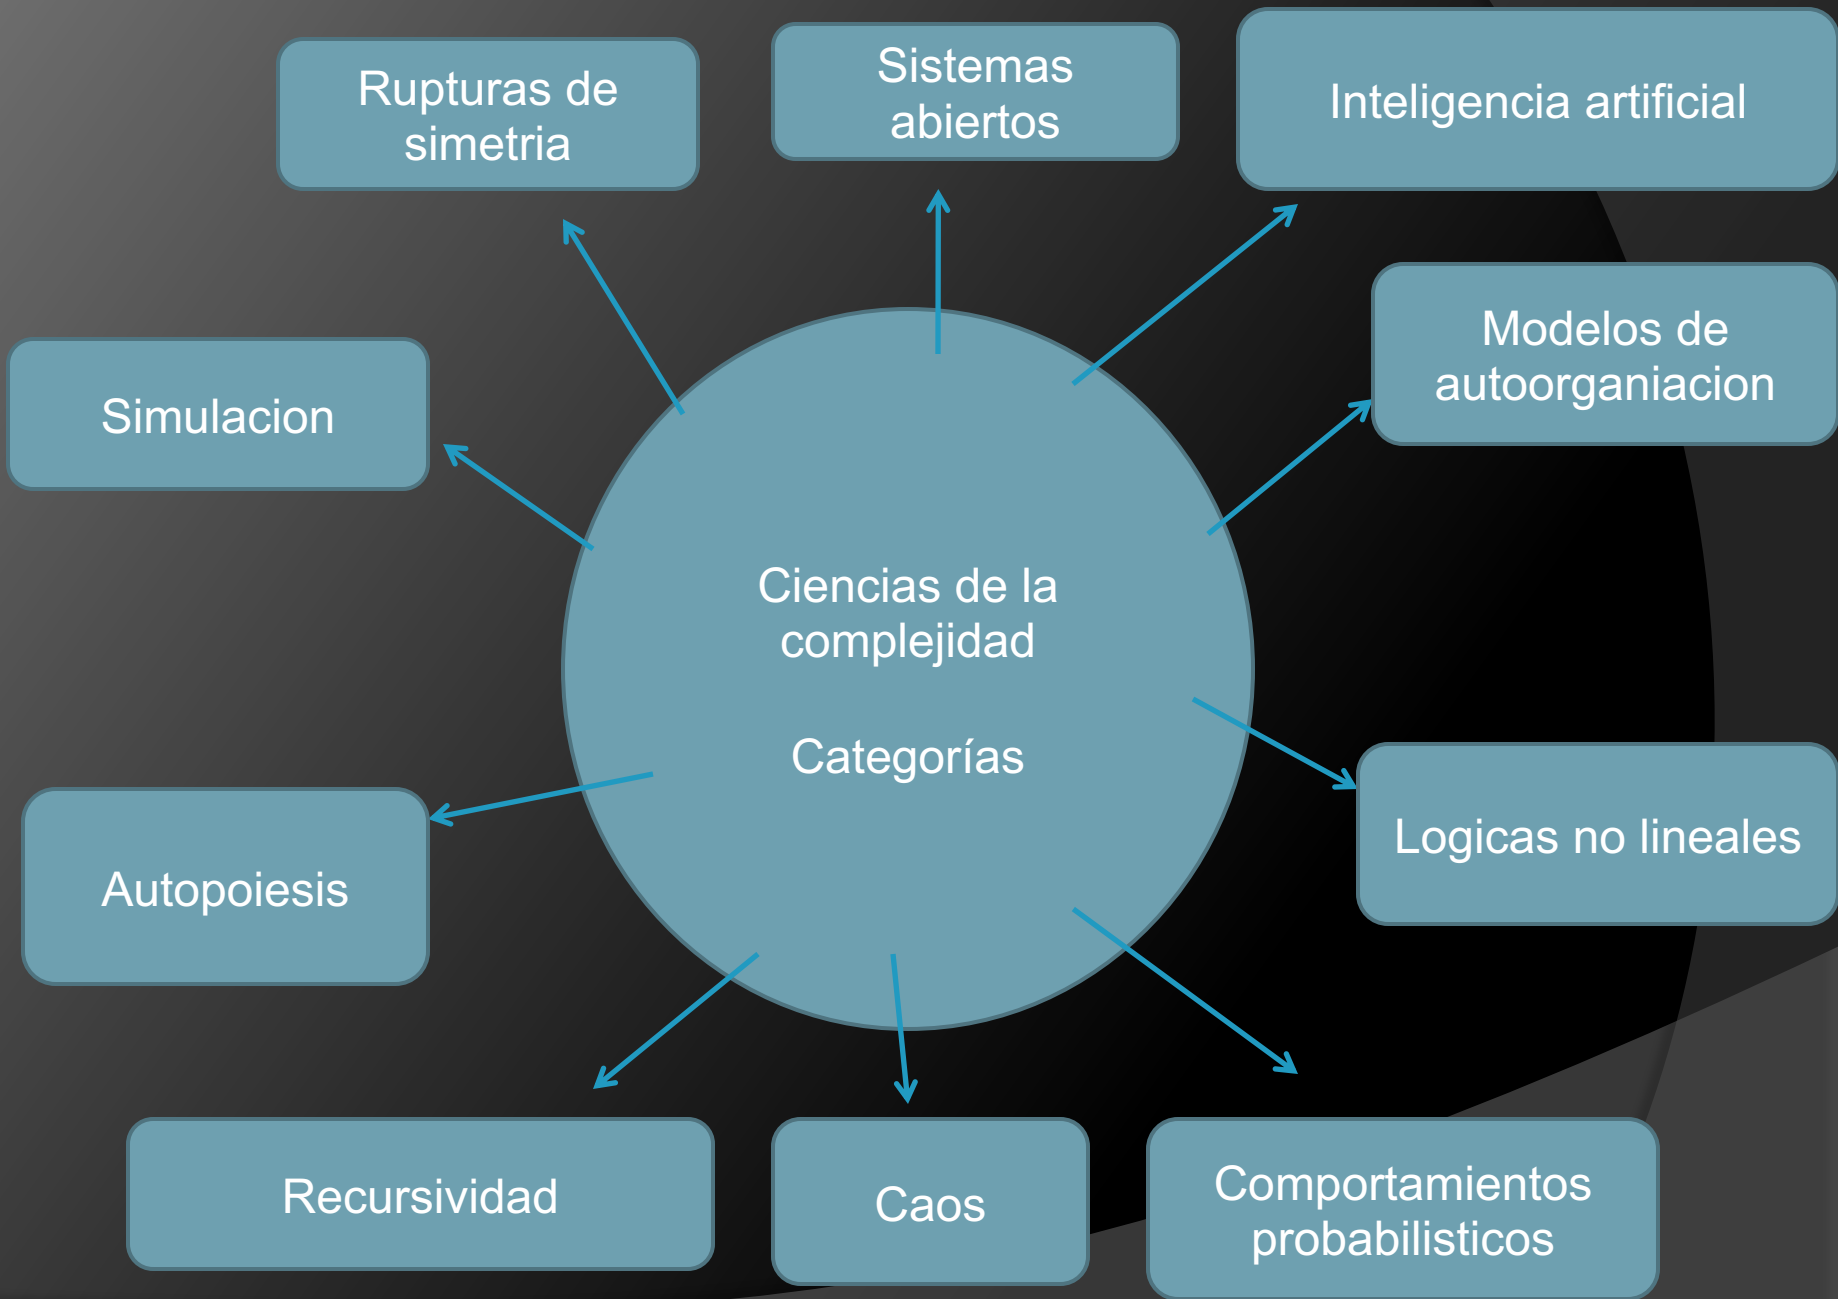 Rupturas de
simetria
Sistemas
abiertos
Inteligencia artificial
Modelos de
autoorganiacion
Simulacion
Ciencias de la
complejidad
Categorías
Logicas no lineales
Autopoiesis
Recursividad
Caos
Comportamientos
probabilisticos